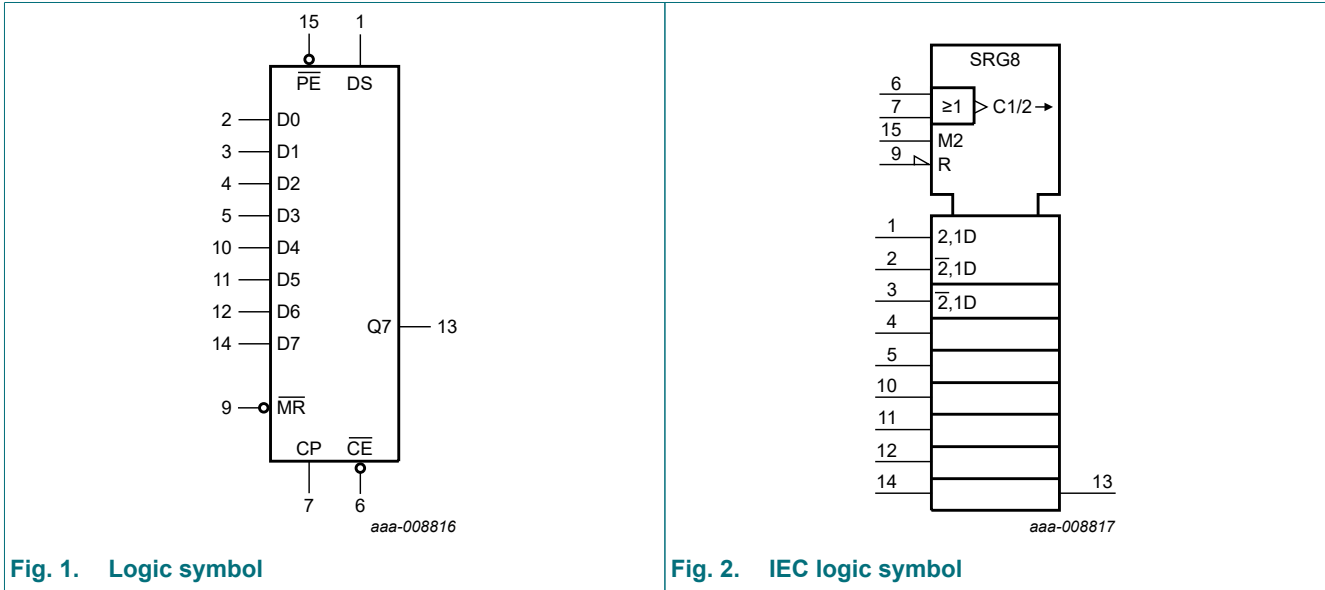 15 1
P̅E̅ DS
2 D0
3 D1
4 D2
5 D3
10 D4
11 D5
12 D6
Q7 13
14 D7
9 M̅R̅
CP C̅E̅
7 6
aaa-008816
Fig. 1. Logic symbol
SRG8
6
7 ≥1 C1/2→
15 M2
9 R
1 2,1D
2 2̅,1D
3 2̅,1D
4
5
10
11
12
14 13
aaa-008817
Fig. 2. IEC logic symbol